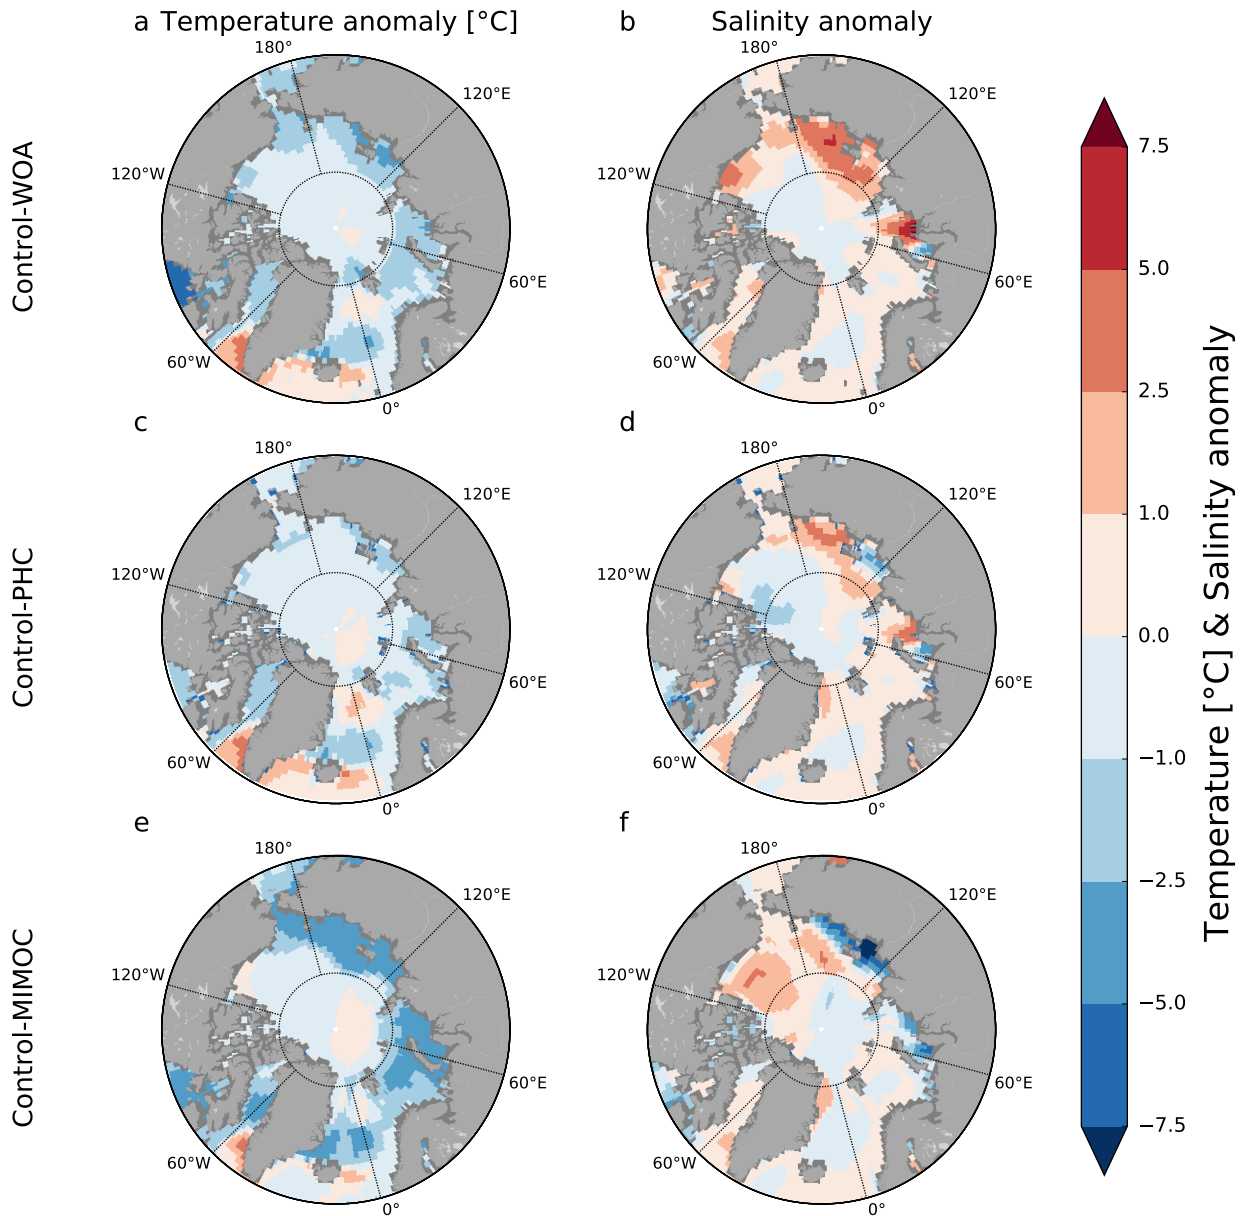 a Temperature anomaly [°C]
b Salinity anomaly
Control-WOA
180°
120°E
60°E
0°
60°W
120°W
180°
120°E
60°E
0°
60°W
120°W
c
d
Control-PHC
180°
120°E
60°E
0°
60°W
120°W
180°
120°E
60°E
0°
60°W
120°W
e
f
Control-MIMOC
180°
120°E
60°E
0°
60°W
120°W
180°
120°E
60°E
0°
60°W
120°W
7.5
5.0
2.5
1.0
0.0
−1.0
−2.5
−5.0
−7.5
Temperature [°C] & Salinity anomaly